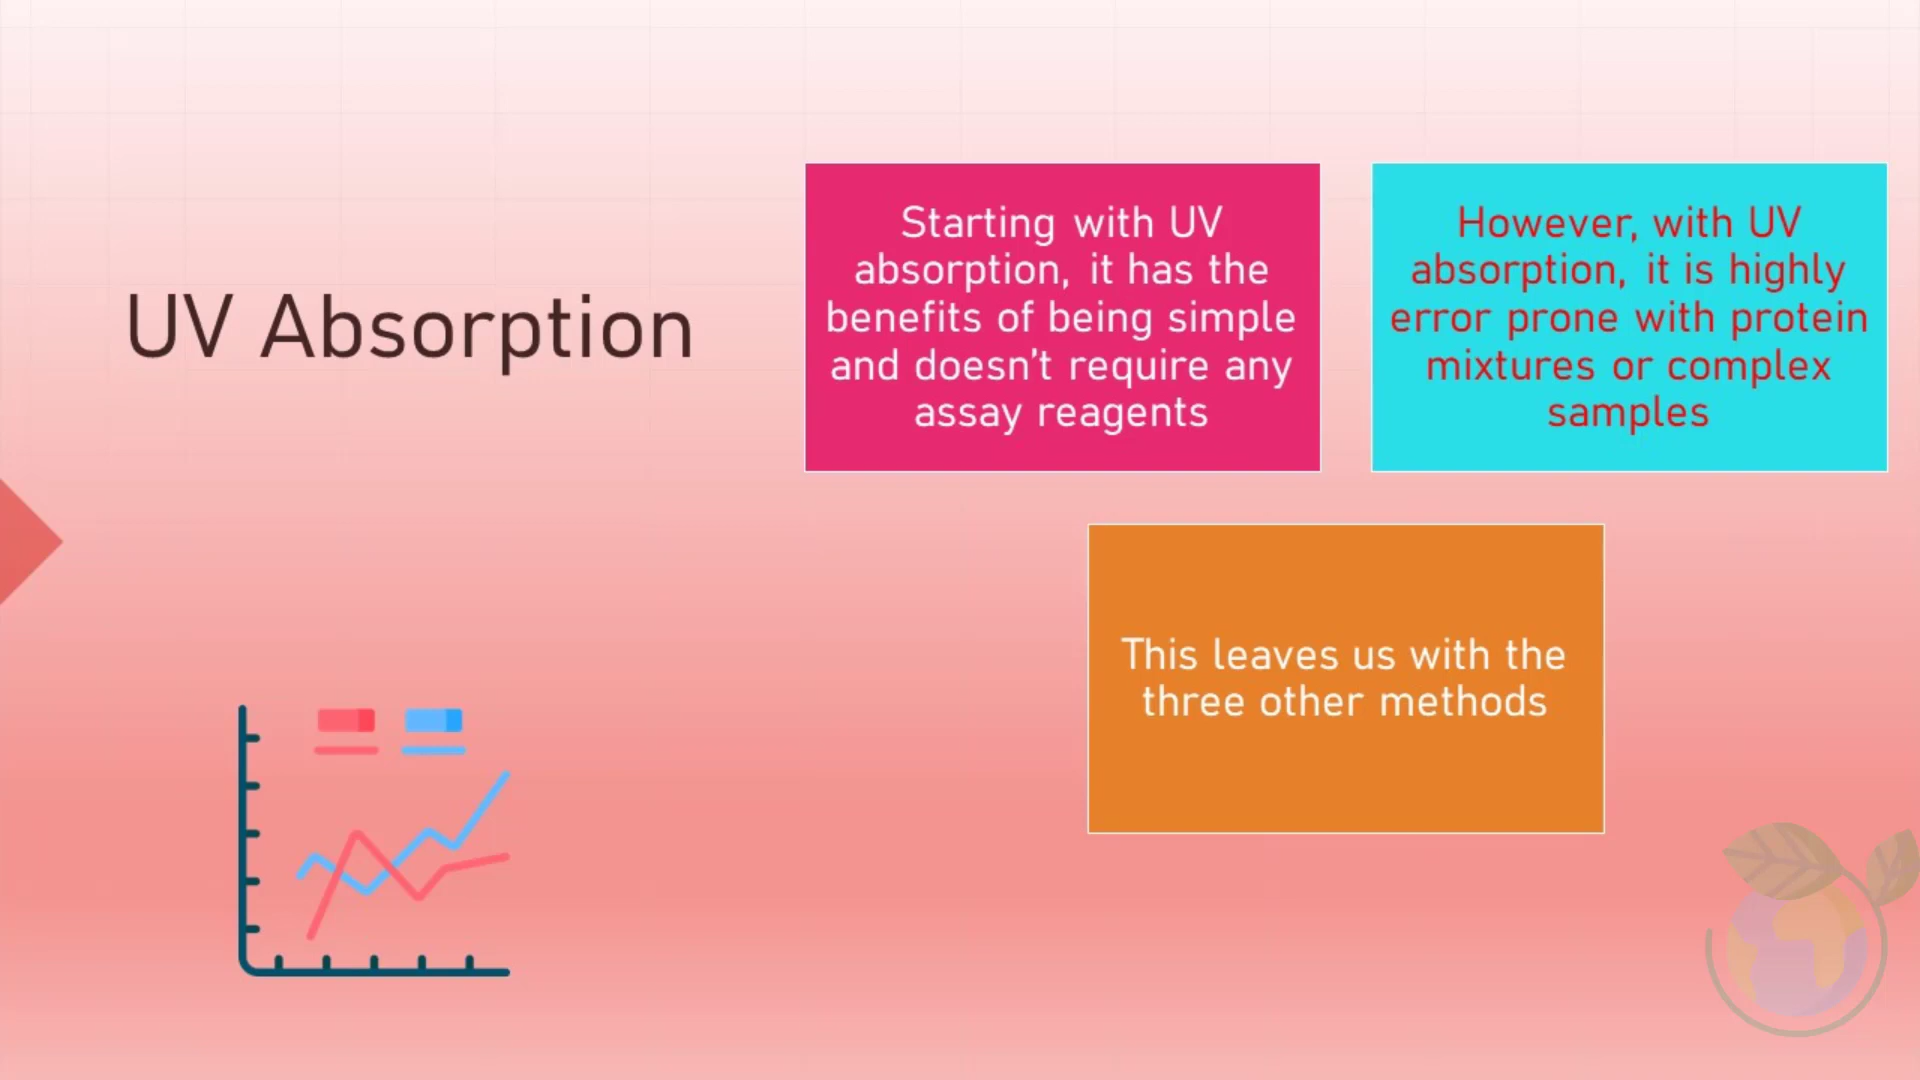 UV Absorption
Starting with UV
absorption, it has the
benefits of being simple
and doesn't require any
assay reagents
However, with UV
absorption, it is highly
error prone with protein
mixtures or complex
samples
This leaves us with the
three other methods